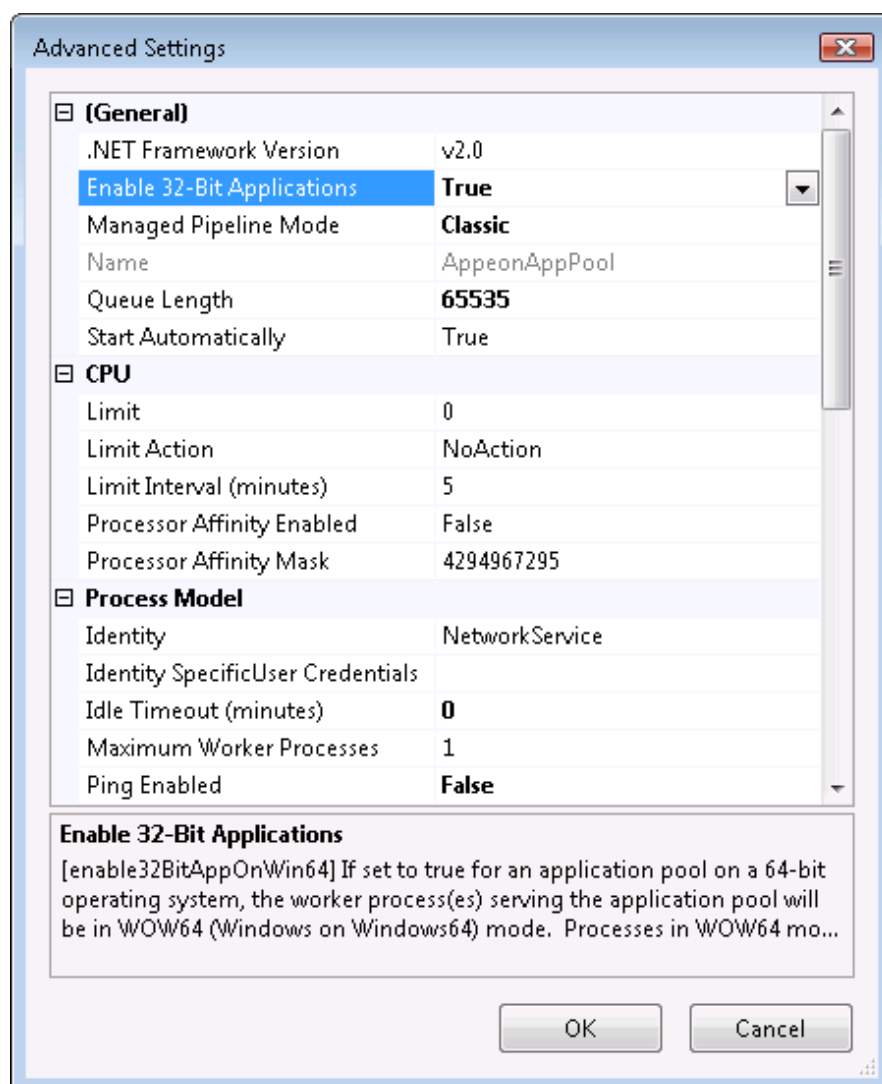 Advanced Settings
(General)
.NET Framework Version v2.0
Enable 32-Bit Applications True
Managed Pipeline Mode Classic
Name AppeonAppPool
Queue Length 65535
Start Automatically True
CPU
Limit 0
Limit Action NoAction
Limit Interval (minutes) 5
Processor Affinity Enabled False
Processor Affinity Mask 4294967295
Process Model
Identity NetworkService
Identity SpecificUser Credentials
Idle Timeout (minutes) 0
Maximum Worker Processes 1
Ping Enabled False
Enable 32-Bit Applications
[enable32BitAppOnWin64] If set to true for an application pool on a 64-bit
operating system, the worker process(es) serving the application pool will
be in WOW64 (Windows on Windows64) mode. Processes in WOW64 mo...
OK Cancel